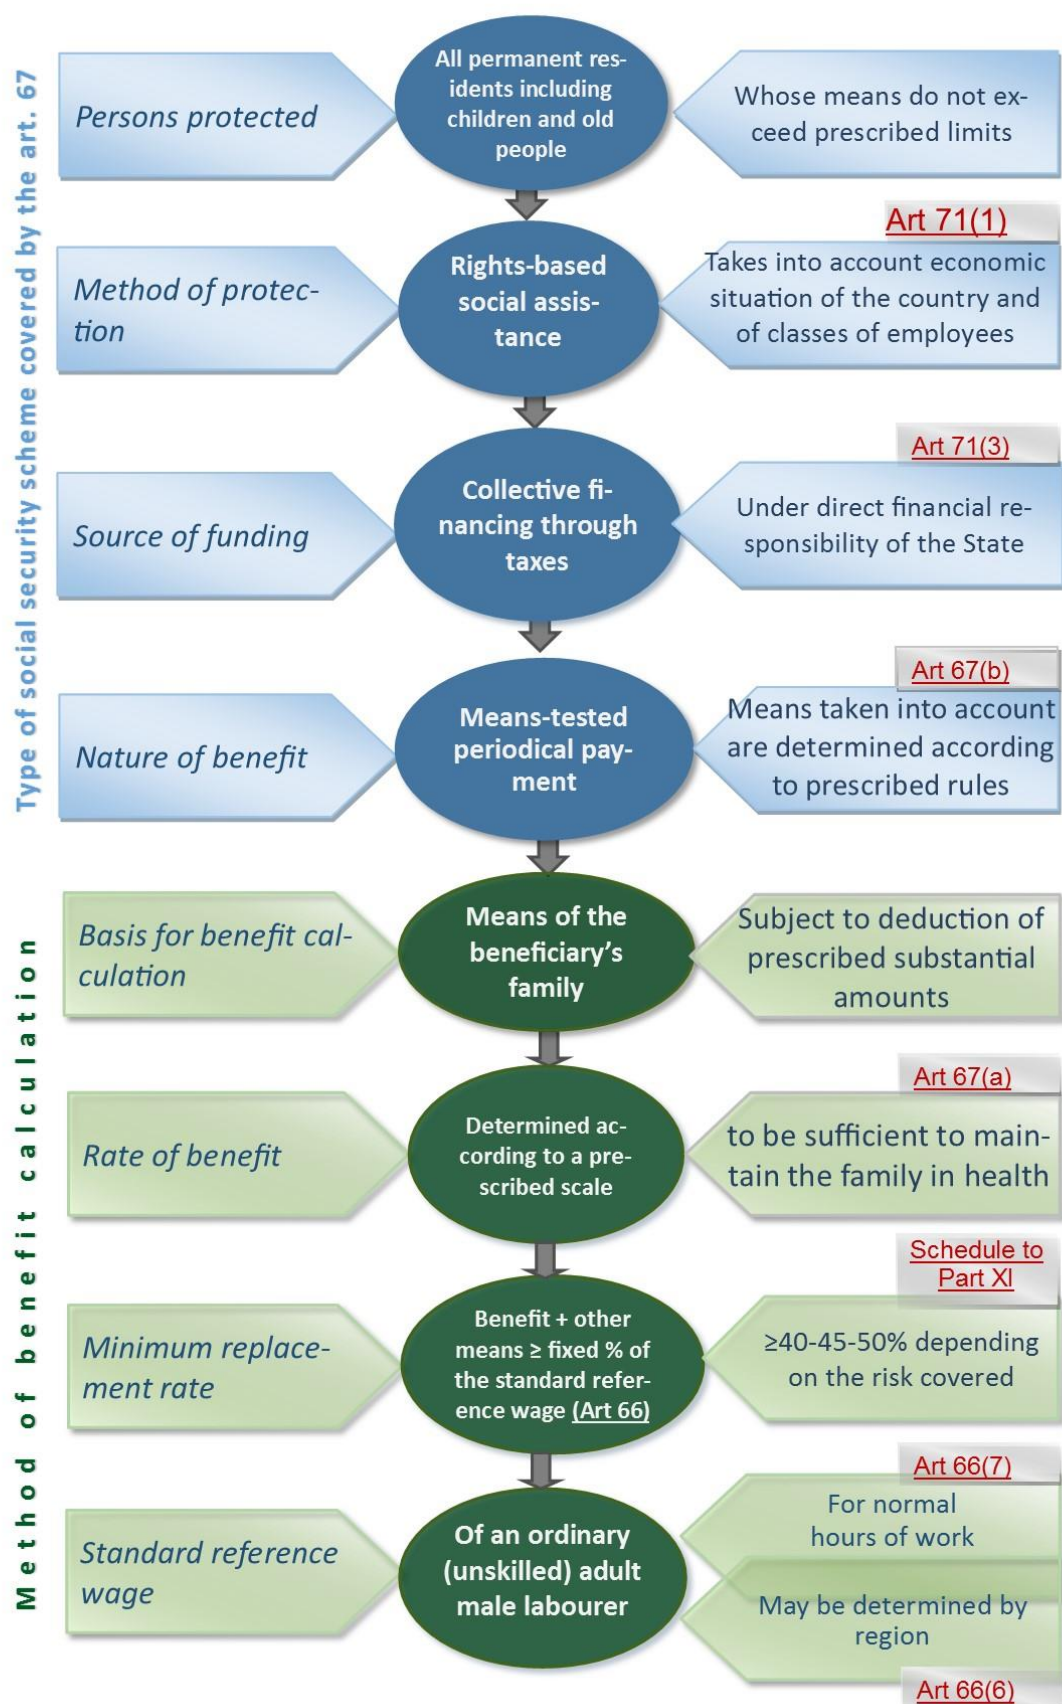 Type of social security scheme covered by the art. 67
Persons protected
All permanent res-
idents including
children and old
people
Whose means do not ex-
ceed prescribed limits
Method of protec-
tion
Rights-based
social assis-
tance
Art 71(1)
Takes into account economic
situation of the country and
of classes of employees
Source of funding
Collective fi-
nancing through
taxes
Art 71(3)
Under direct financial re-
sponsibility of the State
Nature of benefit
Means-tested
periodical pay-
ment
Art 67(b)
Means taken into account
are determined according
to prescribed rules
Method of benefit calculation
Basis for benefit cal-
culation
Means of the
beneficiary's
family
Subject to deduction of
prescribed substantial
amounts
Rate of benefit
Determined ac-
cording to a pre-
scribed scale
Art 67(a)
to be sufficient to main-
tain the family in health
Minimum replace-
ment rate
Benefit + other
means ≥ fixed % of
the standard refer-
ence wage (Art 66)
Schedule to
Part XI
≥40-45-50% depending
on the risk covered
Standard reference
wage
Of an ordinary
(unskilled) adult
male labourer
Art 66(7)
For normal
hours of work
May be determined by
region
Art 66(6)